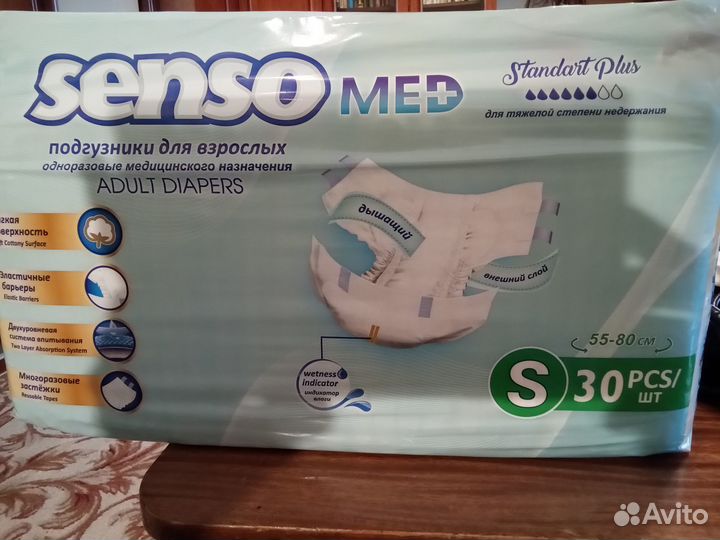 senso MED
Standart Plus
для тяжелой степени недержания
подгузники для взрослых
одноразовые медицинского назначения
ADULT DIAPERS
дышащий
внешний слой
поверхность
Cottony Surface
Эластичные
барьеры
Elastic Barriers
Двухуровневая
система впитывания
Two Layer Absorption System
Многоразовые
застёжки
Reusable Tapes
wetness
indicator
индикатор
влаги
55-80 см
S 30 PCS/
шт
Avito